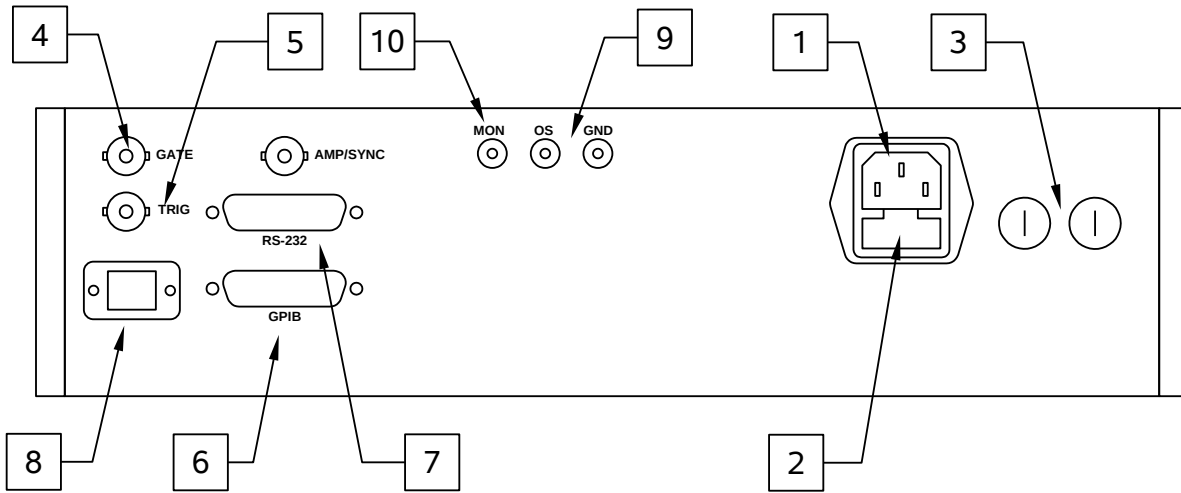 4
5
10
9
1
3
MON
OS
GND
GATE
AMP/SYNC
TRIG
RS-232
GPIB
8
6
7
2